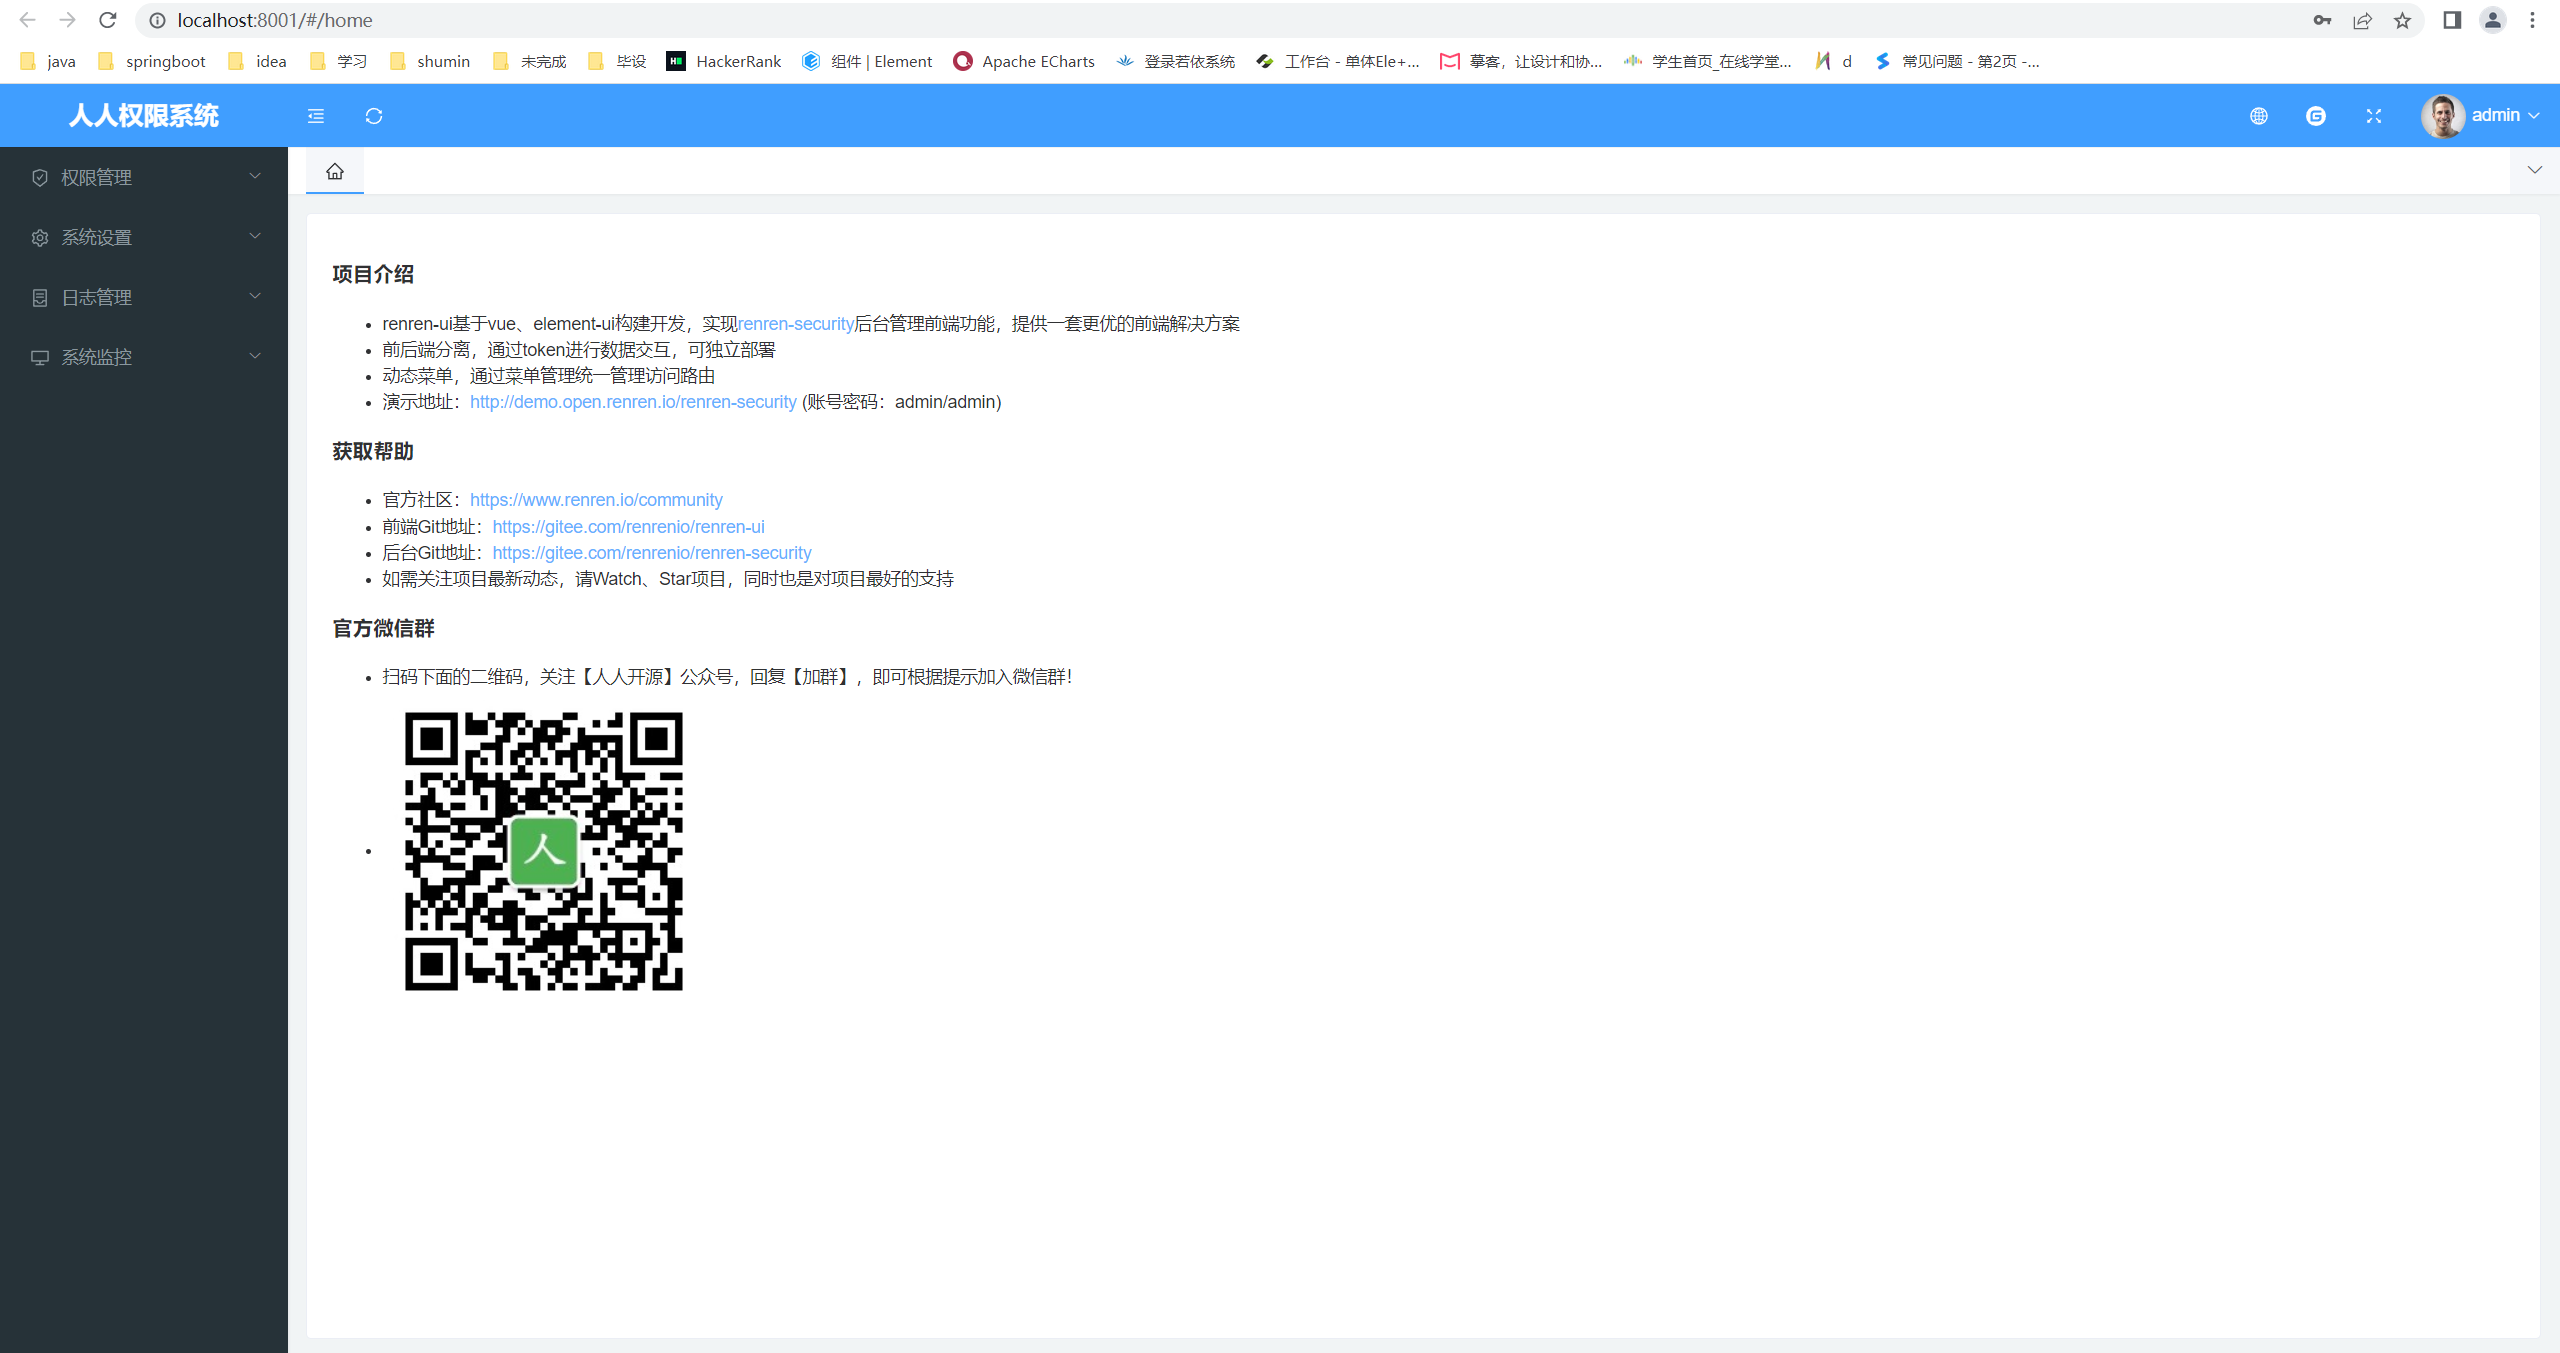 localhost:8001/#/home
java springboot idea 学习 shumin 未完成 毕设 HackerRank 组件 | Element Apache ECharts 登录若依系统 工作台 - 单体Ele+... 摹客，让设计和协... 学生首页_在线学堂... d 常见问题 - 第2页 -...
人人权限系统
admin
权限管理
系统设置
日志管理
系统监控
项目介绍
renren-ui基于vue、element-ui构建开发，实现renren-security后台管理前端功能，提供一套更优的前端解决方案
前后端分离，通过token进行数据交互，可独立部署
动态菜单，通过菜单管理统一管理访问路由
演示地址：http://demo.open.renren.io/renren-security (账号密码：admin/admin)
获取帮助
官方社区：https://www.renren.io/community
前端Git地址：https://gitee.com/renrenio/renren-ui
后台Git地址：https://gitee.com/renrenio/renren-security
如需关注项目最新动态，请Watch、Star项目，同时也是对项目最好的支持
官方微信群
扫码下面的二维码，关注【人人开源】公众号，回复【加群】，即可根据提示加入微信群！
人